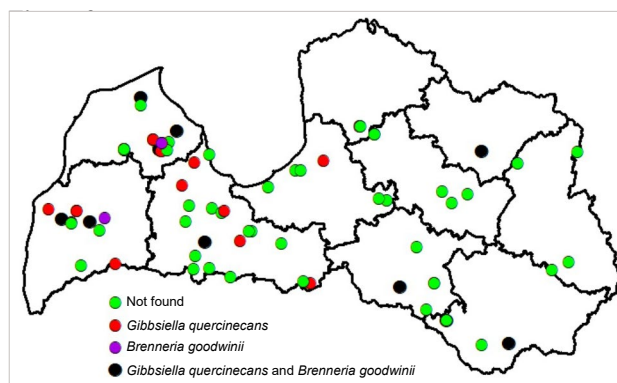 Not found
Gibbsiella quercinecans
Brenneria goodwinii
Gibbsiella quercinecans and Brenneria goodwinii